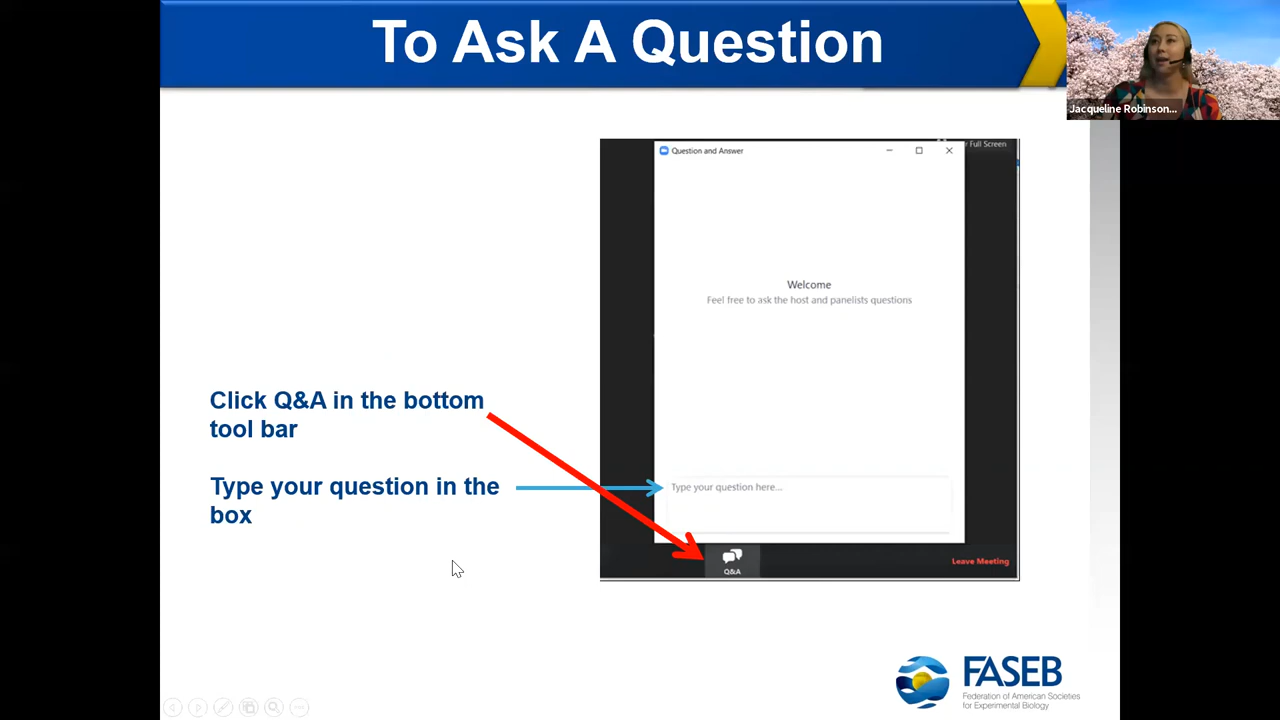 To Ask A Question
Jacqueline Robinson...
Question and Answer
r Full Screen
Welcome
Feel free to ask the host and panelists questions
Click Q&A in the bottom
tool bar
Type your question in the
box
Type your question here...
Q&A
Leave Meeting
FASEB
Federation of American Societies
for Experimental Biology